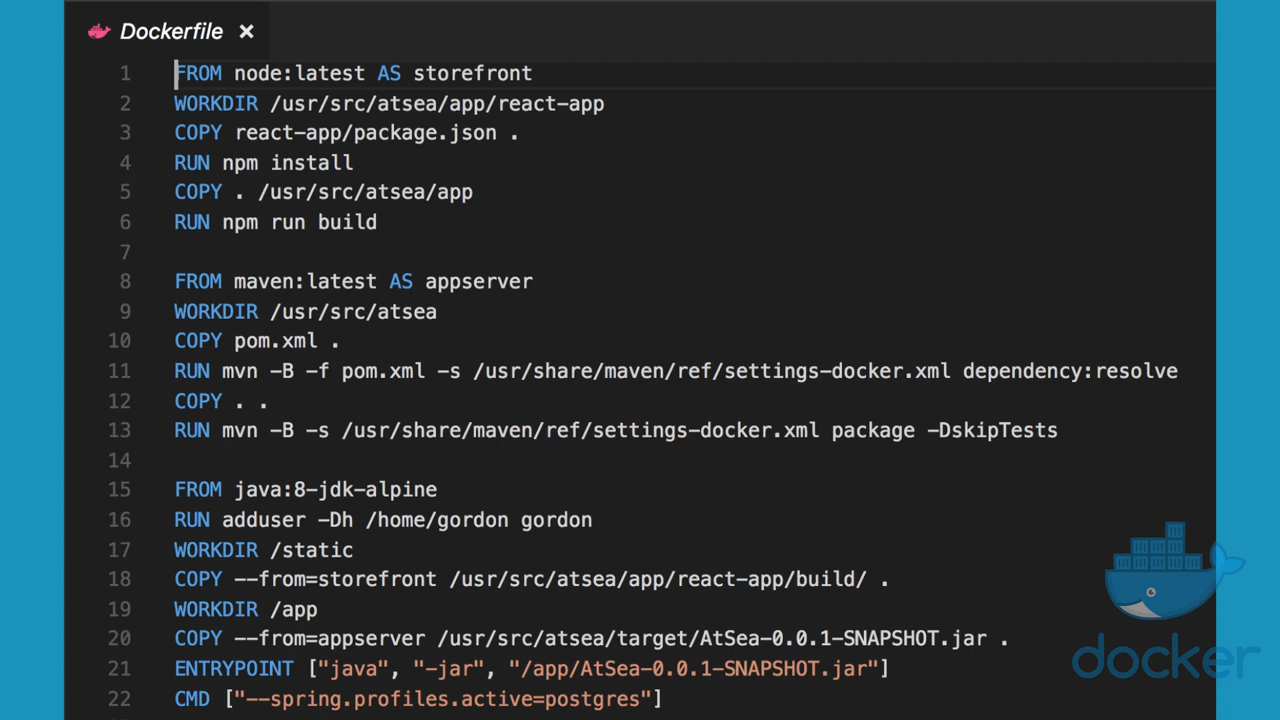 Dockerfile ×
1 FROM node:latest AS storefront
2 WORKDIR /usr/src/atsea/app/react-app
3 COPY react-app/package.json .
4 RUN npm install
5 COPY . /usr/src/atsea/app
6 RUN npm run build
7
8 FROM maven:latest AS appserver
9 WORKDIR /usr/src/atsea
10 COPY pom.xml .
11 RUN mvn -B -f pom.xml -s /usr/share/maven/ref/settings-docker.xml dependency:resolve
12 COPY . .
13 RUN mvn -B -s /usr/share/maven/ref/settings-docker.xml package -DskipTests
14
15 FROM java:8-jdk-alpine
16 RUN adduser -Dh /home/gordon gordon
17 WORKDIR /static
18 COPY --from=storefront /usr/src/atsea/app/react-app/build/ .
19 WORKDIR /app
20 COPY --from=appserver /usr/src/atsea/target/AtSea-0.0.1-SNAPSHOT.jar .
21 ENTRYPOINT ["java", "-jar", "/app/AtSea-0.0.1-SNAPSHOT.jar"]
22 CMD ["--spring.profiles.active=postgres"]
docker